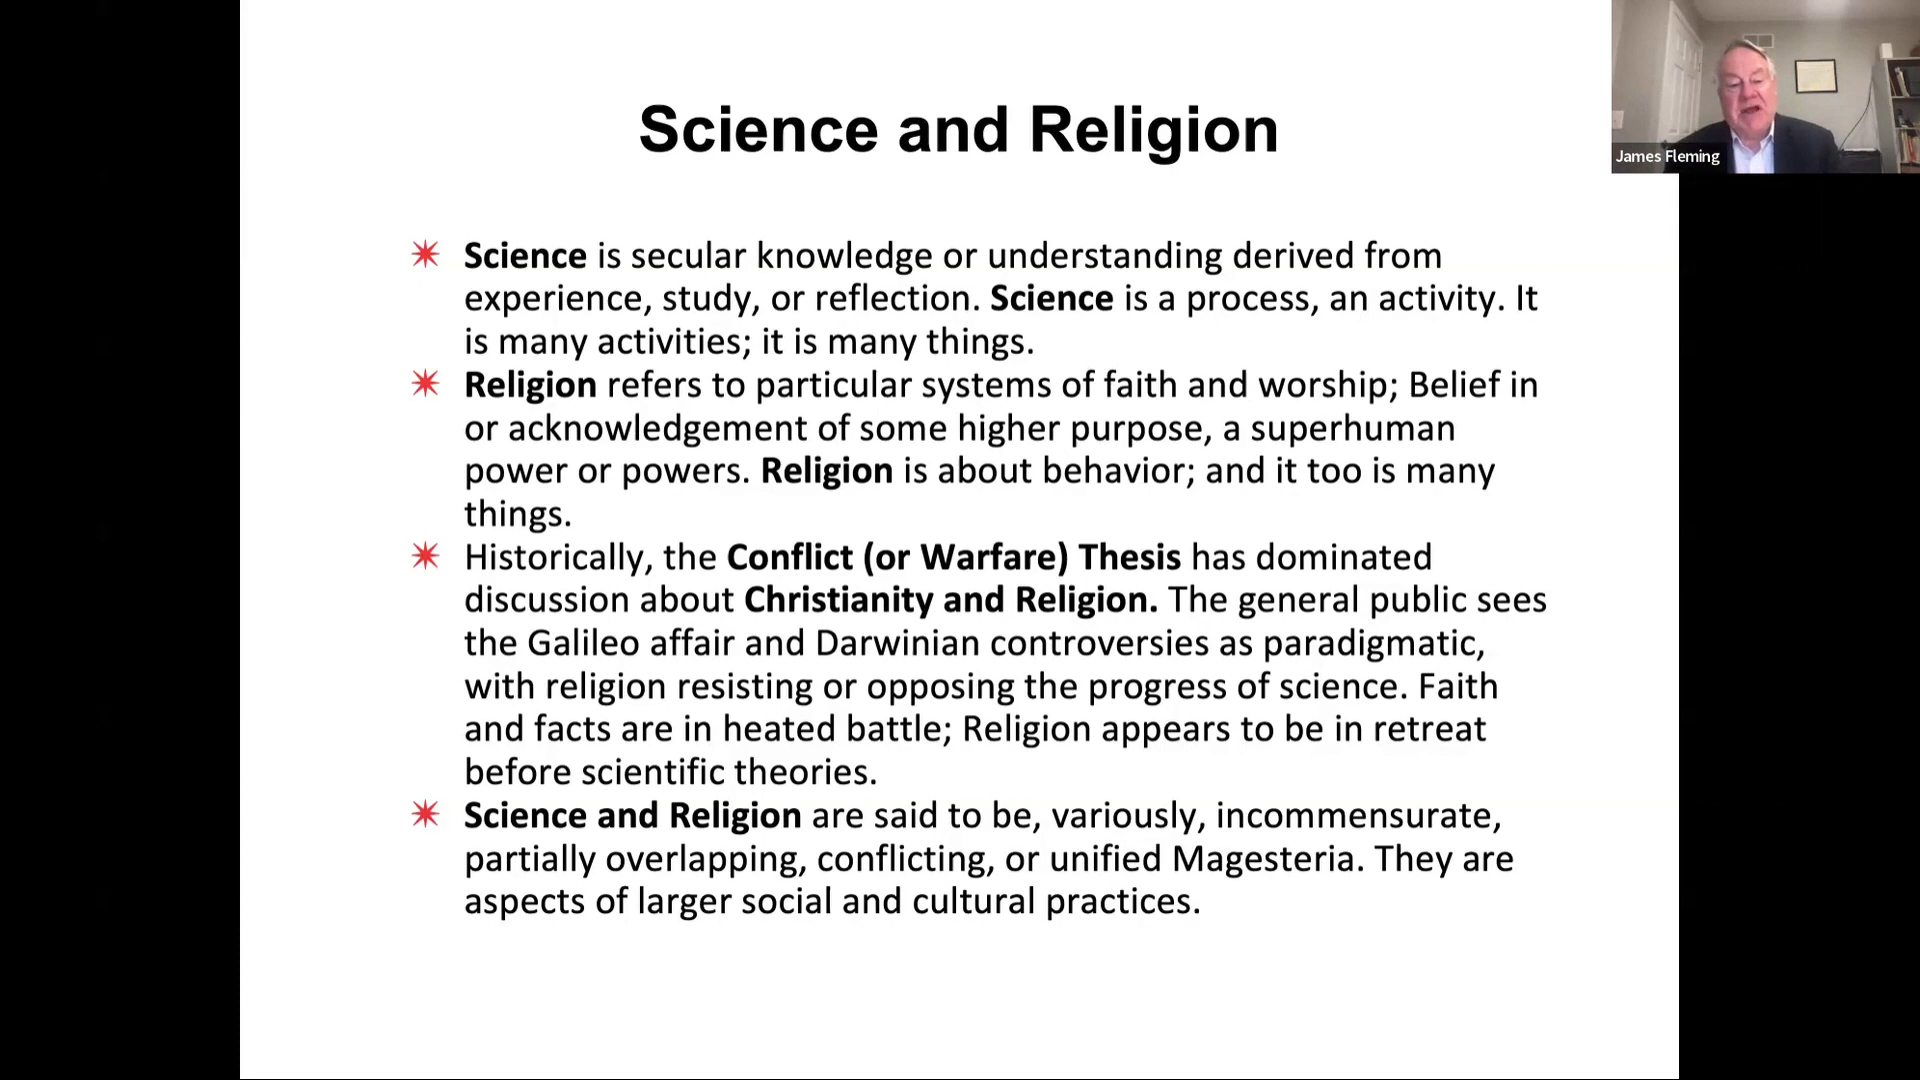 Science and Religion
James Fleming
Science is secular knowledge or understanding derived from
experience, study, or reflection. Science is a process, an activity. It
is many activities; it is many things.
Religion refers to particular systems of faith and worship; Belief in
or acknowledgement of some higher purpose, a superhuman
power or powers. Religion is about behavior; and it too is many
things.
Historically, the Conflict (or Warfare) Thesis has dominated
discussion about Christianity and Religion. The general public sees
the Galileo affair and Darwinian controversies as paradigmatic,
with religion resisting or opposing the progress of science. Faith
and facts are in heated battle; Religion appears to be in retreat
before scientific theories.
Science and Religion are said to be, variously, incommensurate,
partially overlapping, conflicting, or unified Magesteria. They are
aspects of larger social and cultural practices.